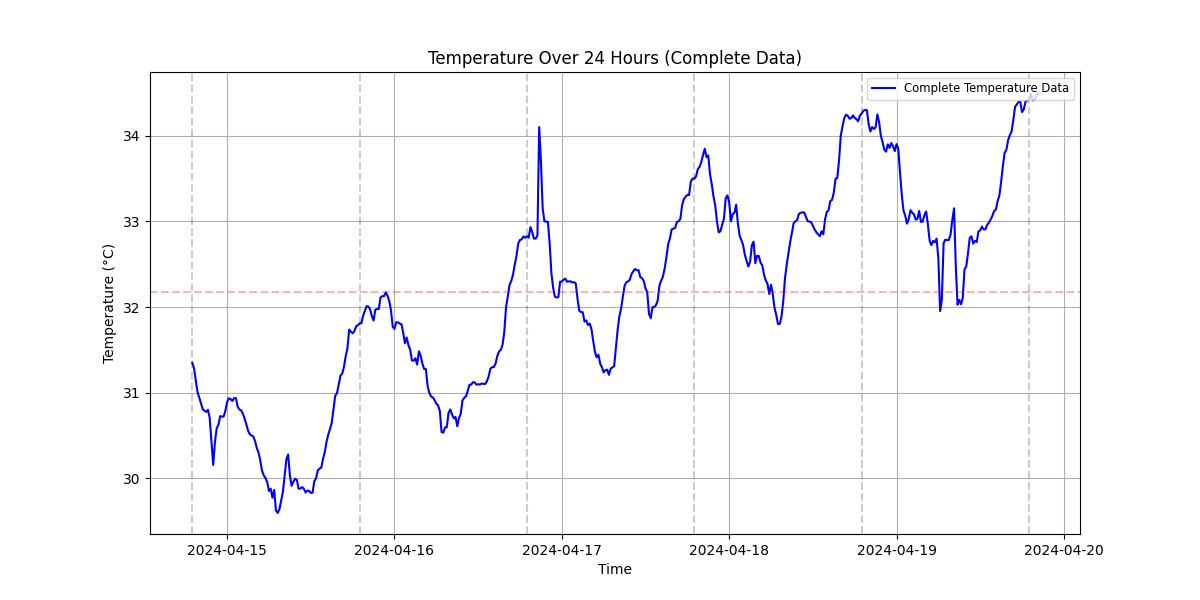 Temperature Over 24 Hours (Complete Data)
Complete Temperature Data
34
33
32
31
30
Temperature (°C)
2024-04-15
2024-04-16
2024-04-17
2024-04-18
2024-04-19
2024-04-20
Time